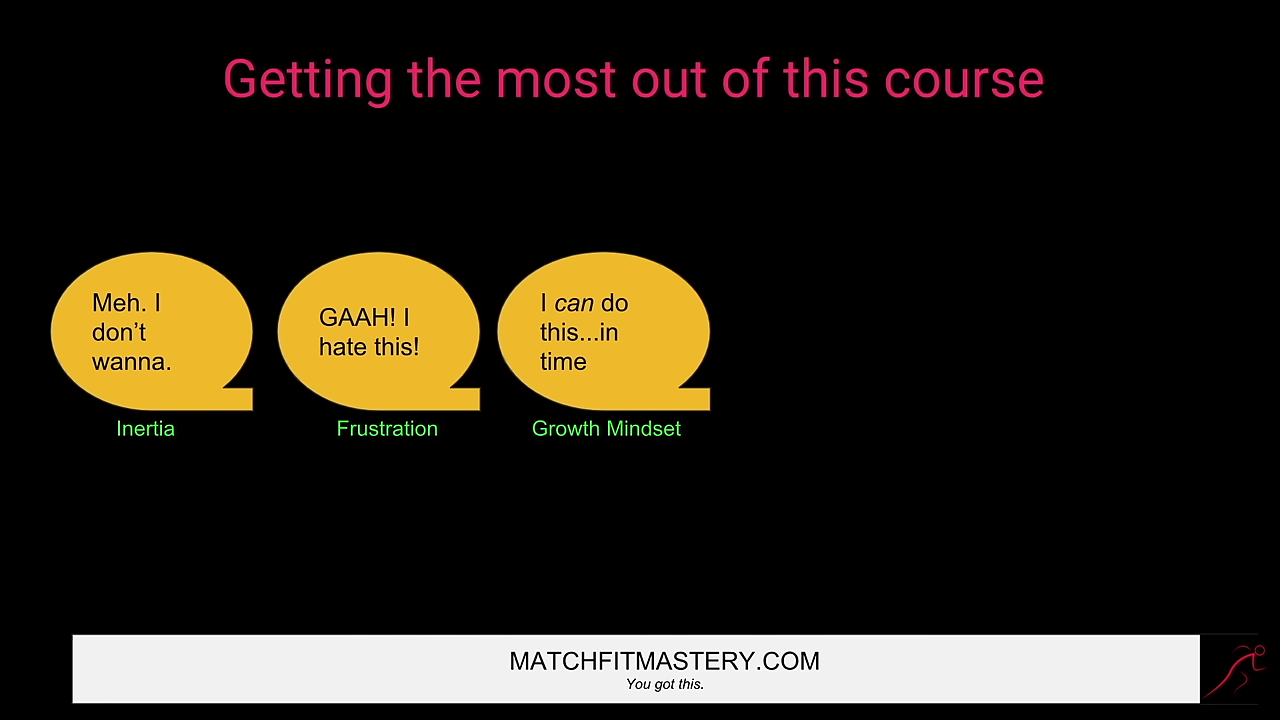 Getting the most out of this course
Meh. I
don’t
wanna.
GAAH! I
hate this!
I can do
this...in
time
Inertia
Frustration
Growth Mindset
MATCHFITMASTERY.COM
You got this.